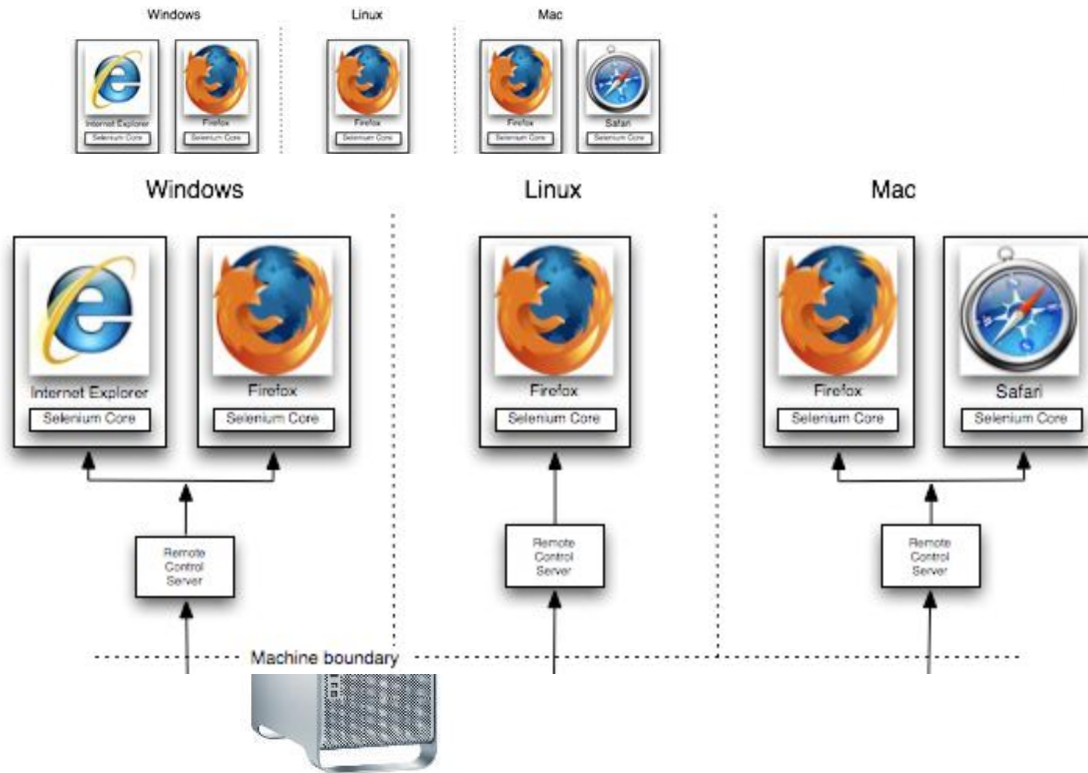 Windows Linux Mac
Internet Explorer Firefox Firefox Firefox Safari
Selenium Core Selenium Core Selenium Core Selenium Core Selenium Core
Windows Linux Mac
Internet Explorer Firefox Firefox Firefox Safari
Selenium Core Selenium Core Selenium Core Selenium Core Selenium Core
Remote Remote Remote
Control Control Control
Server Server Server
Machine boundary